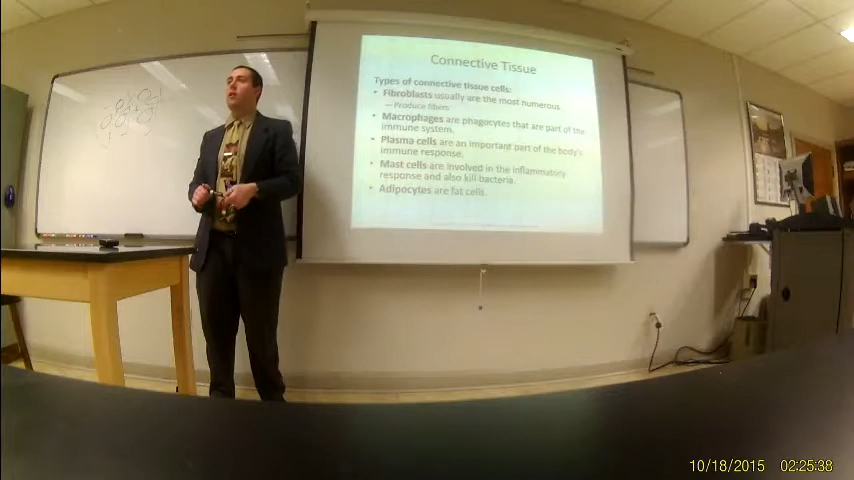 Connective Tissue
Types of connective tissue cells:
• Fibroblasts usually are the most numerous
– Produce fibers
• Macrophages are phagocytes that are part of the
immune system.
• Plasma cells are an important part of the body's
immune response.
• Mast cells are involved in the inflammatory
response and also kill bacteria.
• Adipocytes are fat cells.
10/18/2015 02:25:38